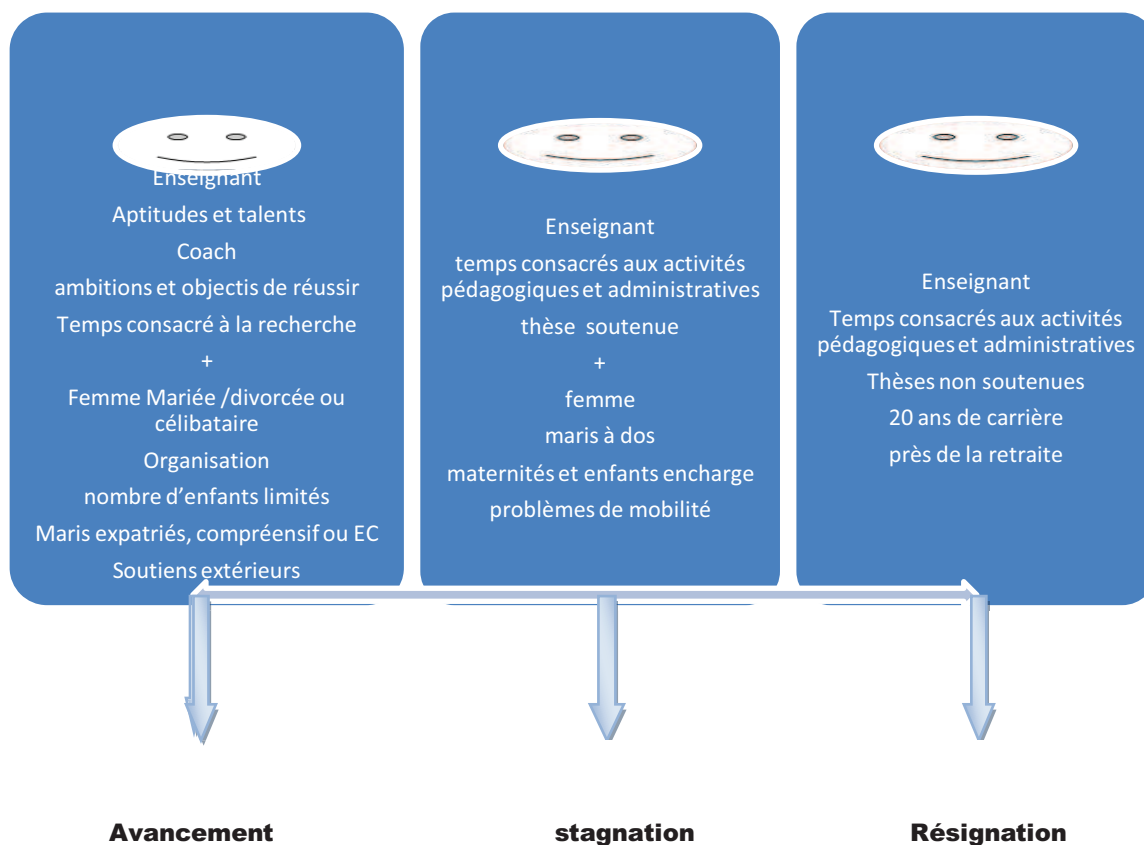 Enseignant
Aptitudes et talents
Coach
ambitions et objectis de réussir
Temps consacré à la recherche
+
Femme Mariée /divorcée ou
célibataire
Organisation
nombre d'enfants limités
Maris expatriés, compréensif ou EC
Soutiens extérieurs
Enseignant
temps consacrés aux activités
pédagogiques et administratives
thèse soutenue
+
femme
maris à dos
maternités et enfants encharge
problèmes de mobilité
Enseignant
Temps consacrés aux activités
pédagogiques et administratives
Thèses non soutenues
20 ans de carrière
près de la retraite
Avancement
stagnation
Résignation